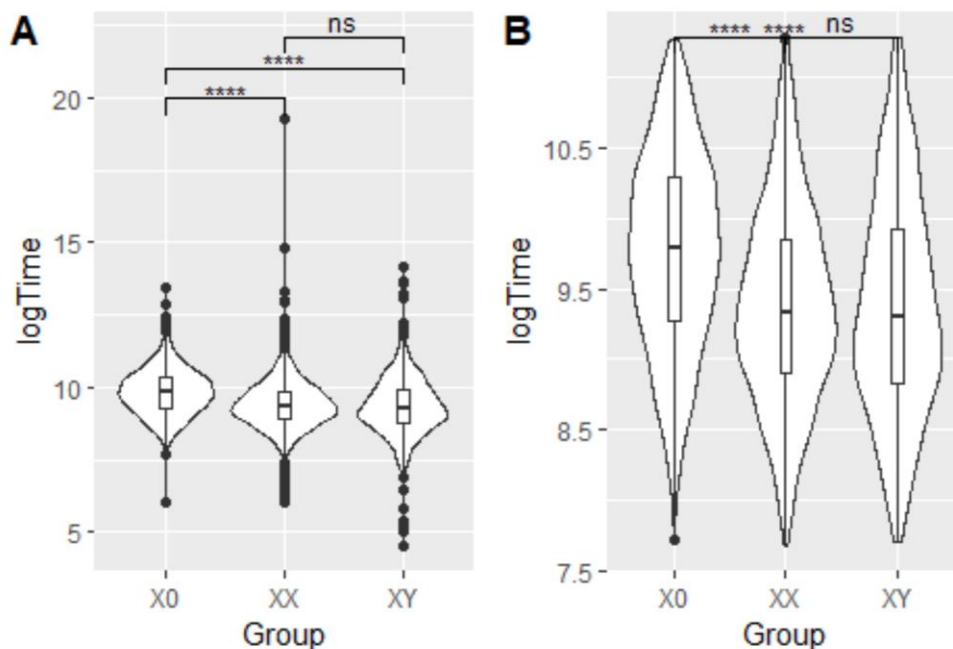 A
ns
****
****
20
15
10
5
logTime
X0 XX XY
Group
B
**** **** ns
10.5
9.5
8.5
7.5
logTime
X0 XX XY
Group